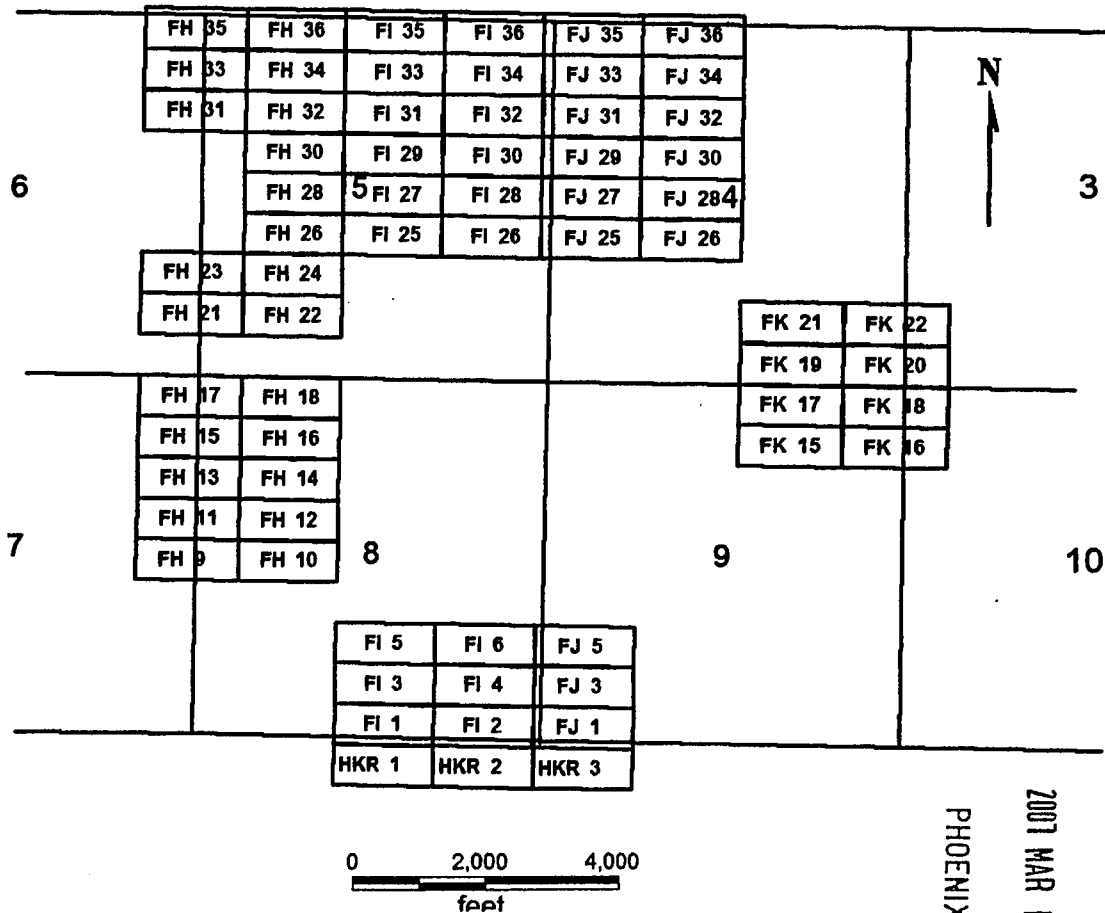 FH 35 FH 36 FI 35 FI 36 FJ 35 FJ 36
FH 33 FH 34 FI 33 FI 34 FJ 33 FJ 34
N
FH 31 FH 32 FI 31 FI 32 FJ 31 FJ 32
FH 30 FI 29 FI 30 FJ 29 FJ 30
6 FH 28 5 FI 27 FI 28 FJ 27 FJ 28 4 3
FH 26 FI 25 FI 26 FJ 25 FJ 26
FH 23 FH 24
FH 21 FH 22 FK 21 FK 22
FK 19 FK 20
FH 17 FH 18 FK 17 FK 18
FH 15 FH 16 FK 15 FK 16
FH 13 FH 14
FH 11 FH 12
7 FH 9 FH 10 8 9 10
FI 5 FI 6 FJ 5
FI 3 FI 4 FJ 3
FI 1 FI 2 FJ 1
HKR 1 HKR 2 HKR 3
0 2,000 4,000
feet
2007 MAR
PHOENIX